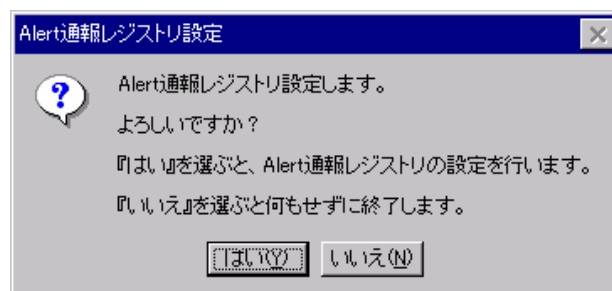 Alert通報レジストリ設定
Alert通報レジストリ設定します。
よろしいですか？
『はい』を選ぶと、Alert通報レジストリの設定を行います。
『いいえ』を選ぶと何もせずに終了します。
はい(Y) いいえ(N)